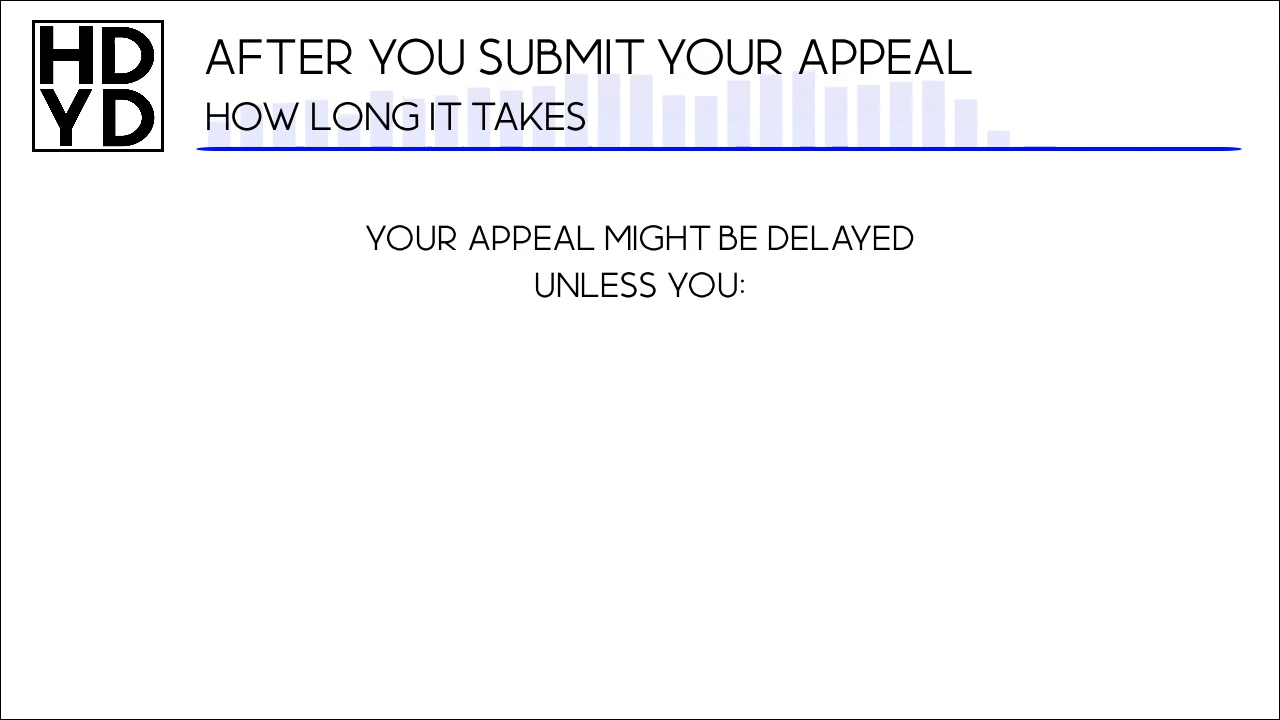 HD
YD
AFTER YOU SUBMIT YOUR APPEAL
HOW LONG IT TAKES
YOUR APPEAL MIGHT BE DELAYED
UNLESS YOU: